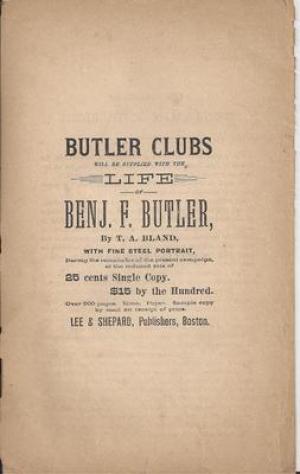 BUTLER CLUBS
WILL BE SUPPLIED WITH THE
LIFE
OF
BENJ. F. BUTLER,
By T. A. BLAND,
WITH FINE STEEL PORTRAIT,
During the remainder of the present campaign,
at the reduced rate of
25 cents Single Copy.
$15 by the Hundred.
Over 200 pages. 16mo. Paper. Sample copy
by mail on receipt of price.
LEE & SHEPARD, Publishers, Boston.